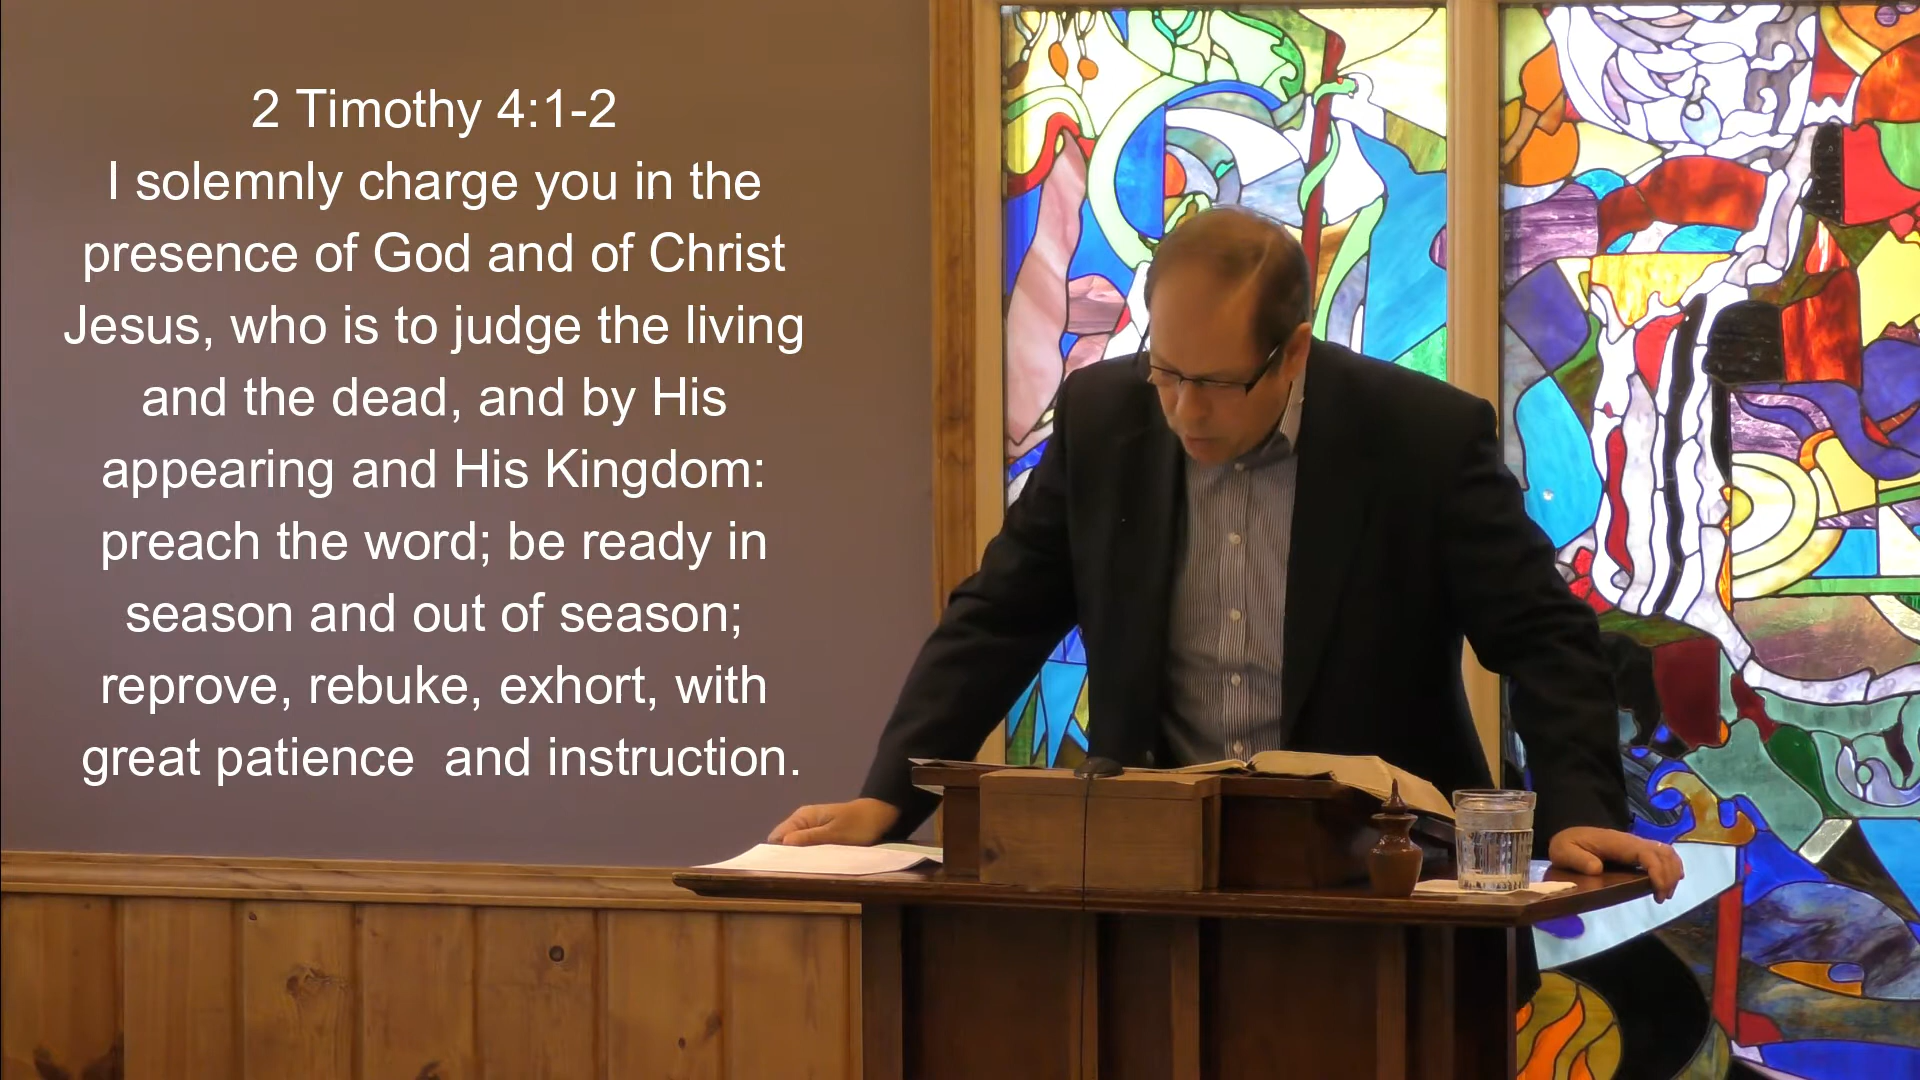 2 Timothy 4:1-2
I solemnly charge you in the
presence of God and of Christ
Jesus, who is to judge the living
and the dead, and by His
appearing and His Kingdom:
preach the word; be ready in
season and out of season;
reprove, rebuke, exhort, with
great patience  and instruction.